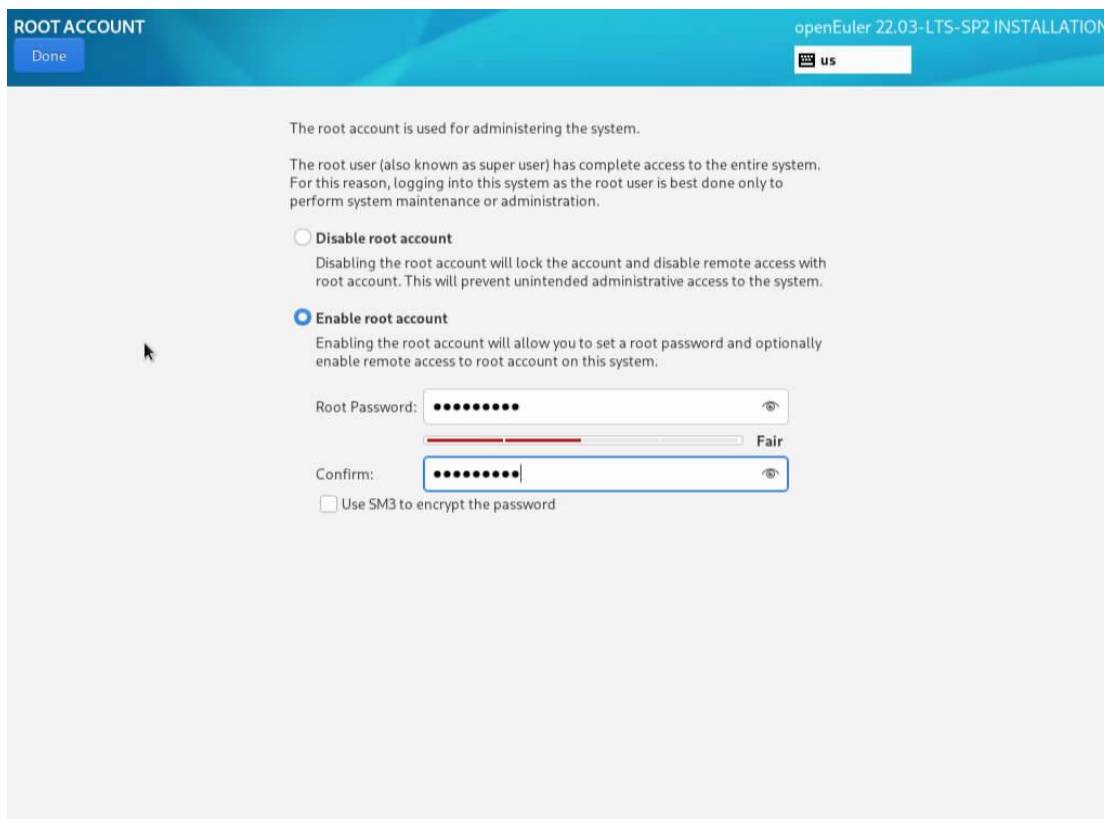 ROOT ACCOUNT
openEuler 22.03-LTS-SP2 INSTALLATION
Done
us
The root account is used for administering the system.
The root user (also known as super user) has complete access to the entire system.
For this reason, logging into this system as the root user is best done only to
perform system maintenance or administration.
Disable root account
Disabling the root account will lock the account and disable remote access with
root account. This will prevent unintended administrative access to the system.
Enable root account
Enabling the root account will allow you to set a root password and optionally
enable remote access to root account on this system.
Root Password: ●●●●●●●●●
Fair
Confirm: ●●●●●●●●●
Use SM3 to encrypt the password